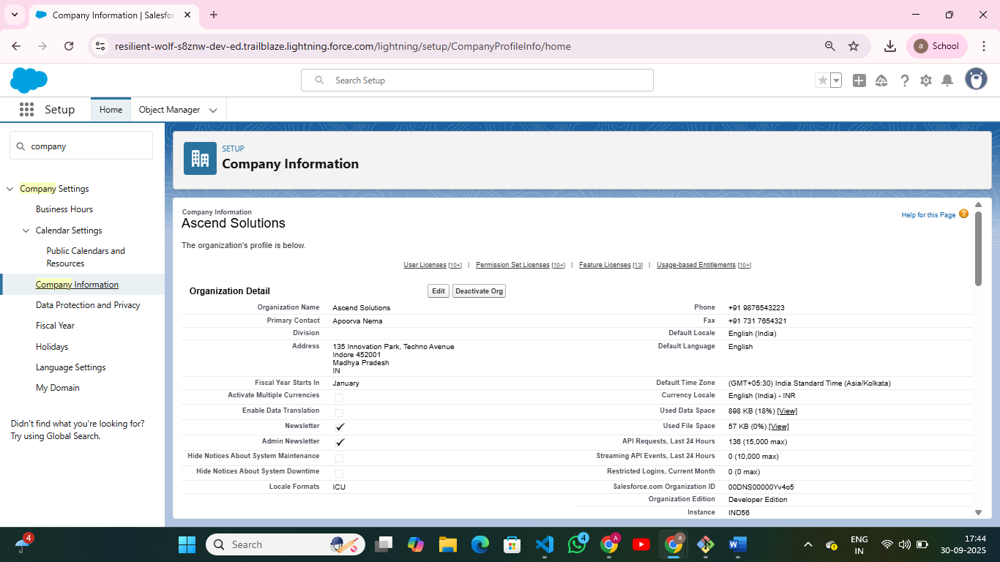 Company Information | Salesfor
resilient-wolf-s8znw-dev-ed.trailblaze.lightning.force.com/lightning/setup/CompanyProfileInfo/home
a
School
Search Setup
Setup
Home
Object Manager
company
Company Settings
Business Hours
Calendar Settings
Public Calendars and
Resources
Company Information
Data Protection and Privacy
Fiscal Year
Holidays
Language Settings
My Domain
Didn't find what you're looking for?
Try using Global Search.
SETUP
Company Information
Company Information
Ascend Solutions
Help for this Page ?
The organization's profile is below.
User Licenses [10+] | Permission Set Licenses [10+] | Feature Licenses [13] | Usage-based Entitlements [10+]
Organization Detail
Edit
Deactivate Org
Organization Name Ascend Solutions
Phone +91 9876543223
Primary Contact Apoorva Nema
Fax +91 731 7654321
Division
Default Locale English (India)
Address 135 Innovation Park, Techno Avenue
Indore 452001
Madhya Pradesh
IN
Default Language English
Fiscal Year Starts In January
Default Time Zone (GMT+05:30) India Standard Time (Asia/Kolkata)
Activate Multiple Currencies
Currency Locale English (India) - INR
Enable Data Translation
Used Data Space 898 KB (18%) [View]
Newsletter
Used File Space 57 KB (0%) [View]
Admin Newsletter
API Requests, Last 24 Hours 136 (15,000 max)
Hide Notices About System Maintenance
Streaming API Events, Last 24 Hours 0 (10,000 max)
Hide Notices About System Downtime
Restricted Logins, Current Month 0 (0 max)
Locale Formats ICU
Salesforce.com Organization ID 00DNS00000Yv4o5
Organization Edition Developer Edition
Instance IND56
4
Search
4
A
a
ENG
IN
17:44
30-09-2025